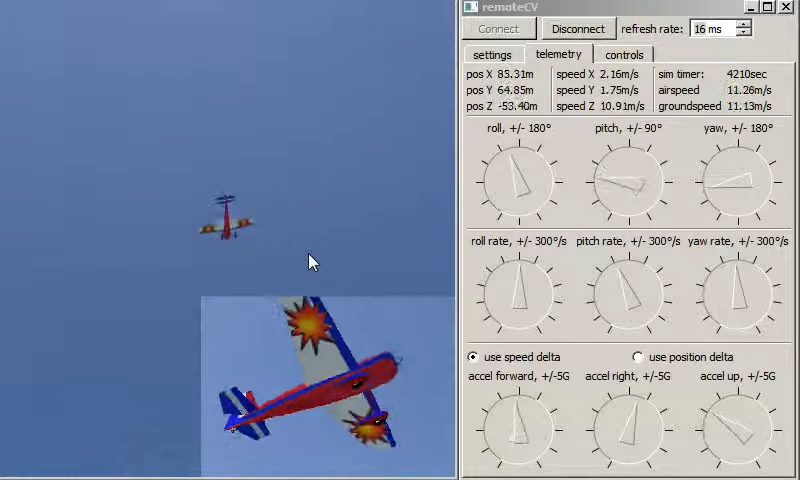 remoteCV
Connect Disconnect refresh rate: 16 ms
settings telemetry controls
pos X 85.31m speed X 2.16m/s sim timer: 4210sec
pos Y 64.85m speed Y 1.75m/s airspeed 11.26m/s
pos Z -53.40m speed Z 10.91m/s groundspeed 11.13m/s
roll, +/- 180° pitch, +/- 90° yaw, +/- 180°
roll rate, +/- 300°/s pitch rate, +/- 300°/s yaw rate, +/- 300°/s
use speed delta use position delta
accel forward, +/-5G accel right, +/-5G accel up, +/-5G